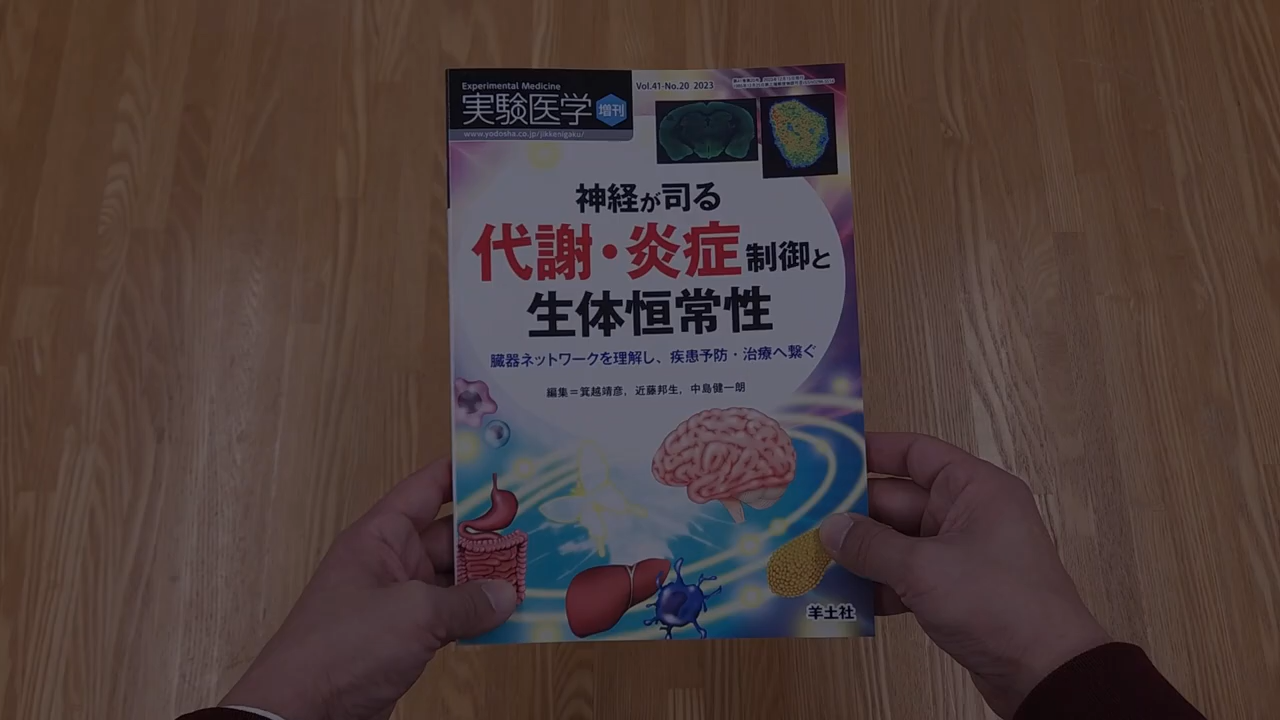 Experimental Medicine
実験医学 増刊
www.yodosha.co.jp/jikkenigaku/
Vol.41-No.20 2023
神経が司る
代謝・炎症制御と
生体恒常性
臓器ネットワークを理解し、疾患予防・治療へ繋ぐ
編集=箕越靖彦，近藤邦生，中島健一朗
羊土社